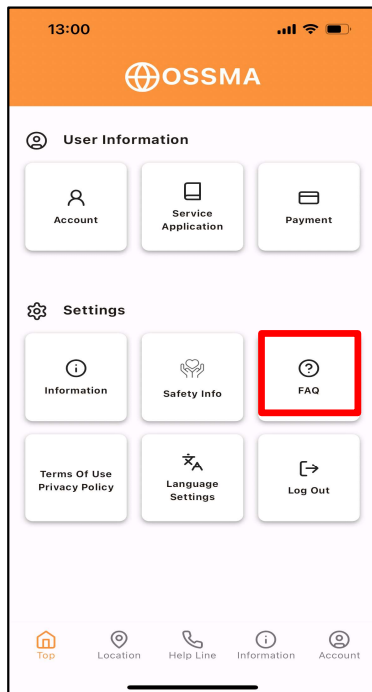 13:00
OSSMA
User Information
Account
Service
Application
Payment
Settings
Information
Safety Info
FAQ
Terms Of Use
Privacy Policy
Language
Settings
Log Out
Top
Location
Help Line
Information
Account